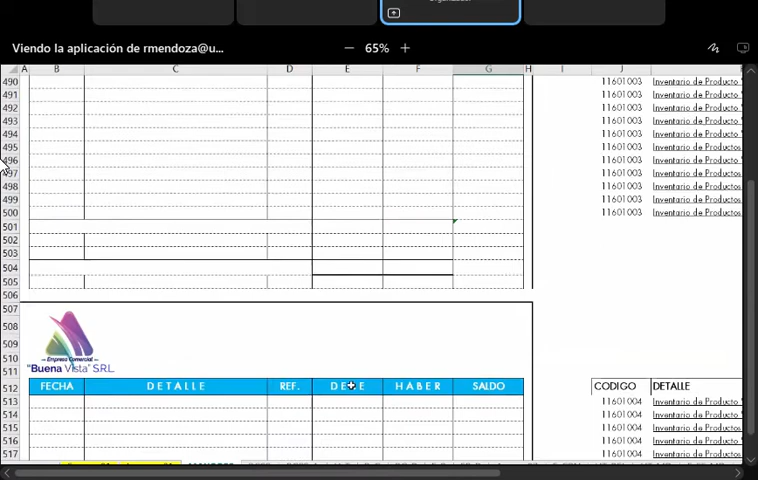 Viendo la aplicación de rmendoza@u...
65%
A B C D E F G H I J
490 11601003 Inventario de Producto
491 11601003 Inventario de Producto
492 11601003 Inventario de Producto
493 11601003 Inventario de Producto
494 11601003 Inventario de Producto
495 11601003 Inventario de Producto
496 11601003 Inventario de Producto
497 11601003 Inventario de Producto
498 11601003 Inventario de Productos
499 11601003 Inventario de Productos
500 11601003 Inventario de Productos
501
502
503
504
505
506
507
508
509
510 Empresa Comercial
511 "Buena Vista" S.R.L.
512 FECHA DETALLE REF. DEBE HABER SALDO CODIGO DETALLE
513 11601004 Inventario de Productos
514 11601004 Inventario de Productos
515 11601004 Inventario de Productos
516 11601004 Inventario de Productos
517 11601004 Inventario de Productos